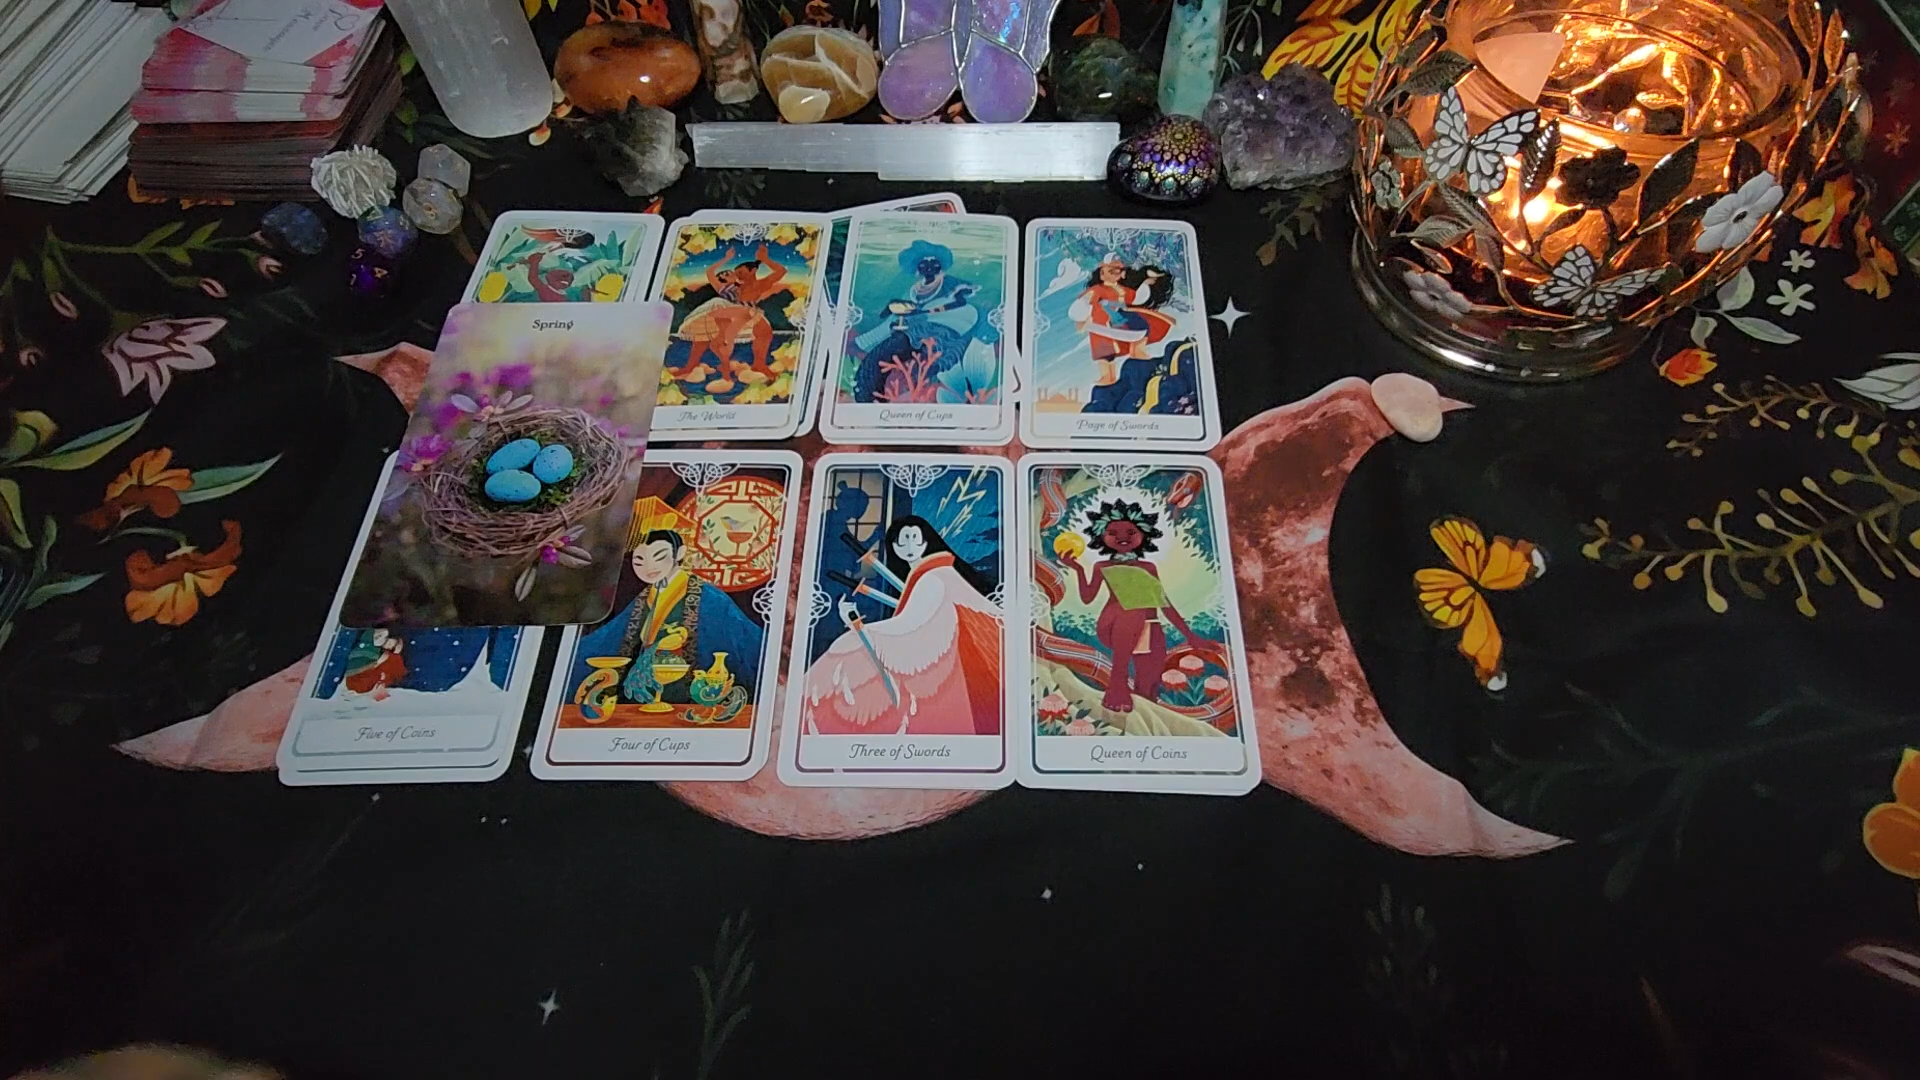 Spring
The World
Queen of Cups
Page of Swords
Five of Coins
Four of Cups
Three of Swords
Queen of Coins